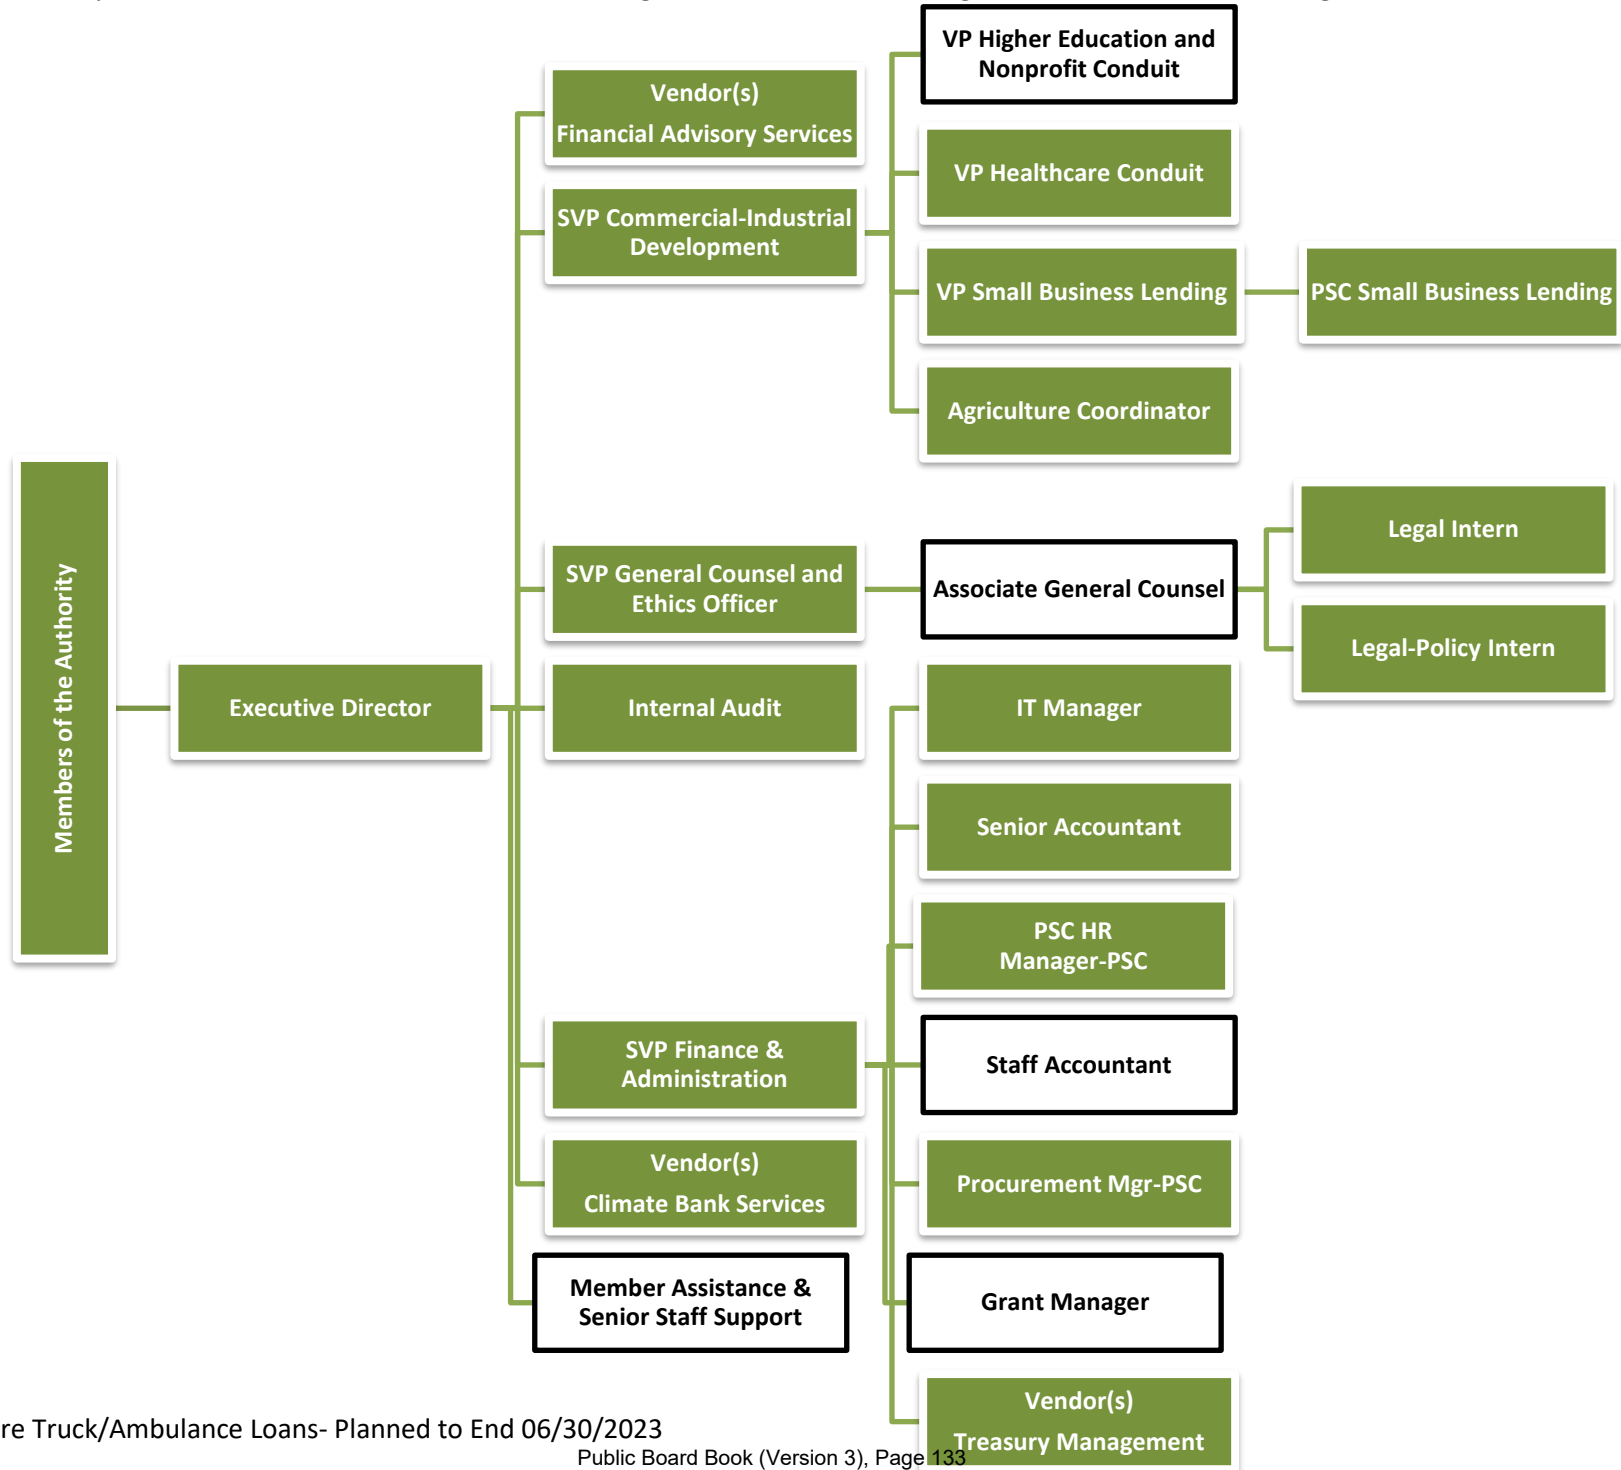 VP Higher Education and
Nonprofit Conduit
Vendor(s)
Financial Advisory Services
VP Healthcare Conduit
SVP Commercial-Industrial
Development
VP Small Business Lending
PSC Small Business Lending
Agriculture Coordinator
Legal Intern
SVP General Counsel and
Ethics Officer
Associate General Counsel
Legal-Policy Intern
Members of the Authority
Executive Director
Internal Audit
IT Manager
Senior Accountant
PSC HR
Manager-PSC
SVP Finance &
Administration
Staff Accountant
Vendor(s)
Climate Bank Services
Procurement Mgr-PSC
Member Assistance &
Senior Staff Support
Grant Manager
Vendor(s)
Treasury Management
re Truck/Ambulance Loans- Planned to End 06/30/2023
Public Board Book (Version 3), Page 133